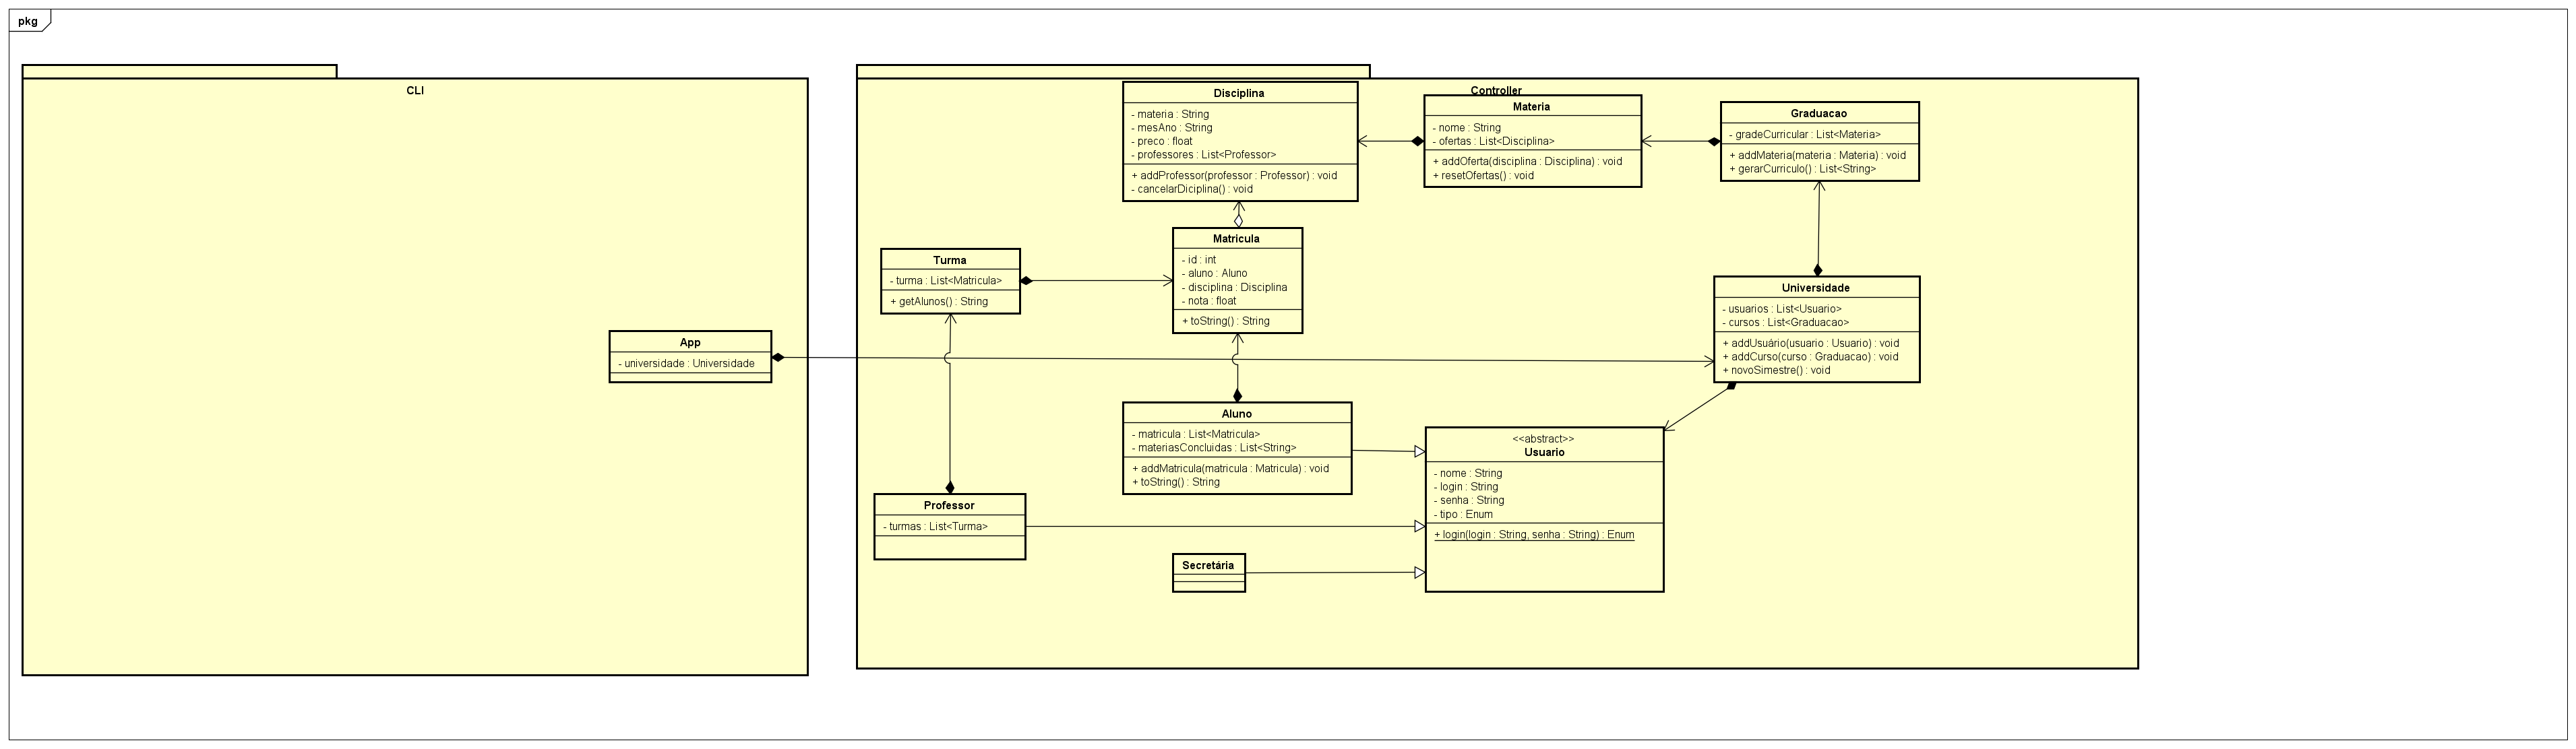 pkg
CLI
App
- universidade : Universidade
Controller
Disciplina
- materia : String
- mesAno : String
- preco : float
- professores : List<Professor>
+ addProfessor(professor : Professor) : void
- cancelarDiciplina() : void
Materia
- nome : String
- ofertas : List<Disciplina>
+ addOferta(disciplina : Disciplina) : void
+ resetOfertas() : void
Graduacao
- gradeCurricular : List<Materia>
+ addMateria(materia : Materia) : void
+ gerarCurriculo() : List<String>
Turma
- turma : List<Matricula>
+ getAlunos() : String
Matricula
- id : int
- aluno : Aluno
- disciplina : Disciplina
- nota : float
+ toString() : String
Universidade
- usuarios : List<Usuario>
- cursos : List<Graduacao>
+ addUsuário(usuario : Usuario) : void
+ addCurso(curso : Graduacao) : void
+ novoSimestre() : void
Aluno
- matricula : List<Matricula>
- materiasConcluidas : List<String>
+ addMatricula(matricula : Matricula) : void
+ toString() : String
<<abstract>>
Usuario
- nome : String
- login : String
- senha : String
- tipo : Enum
+ login(login : String, senha : String) : Enum
Professor
- turmas : List<Turma>
Secretária